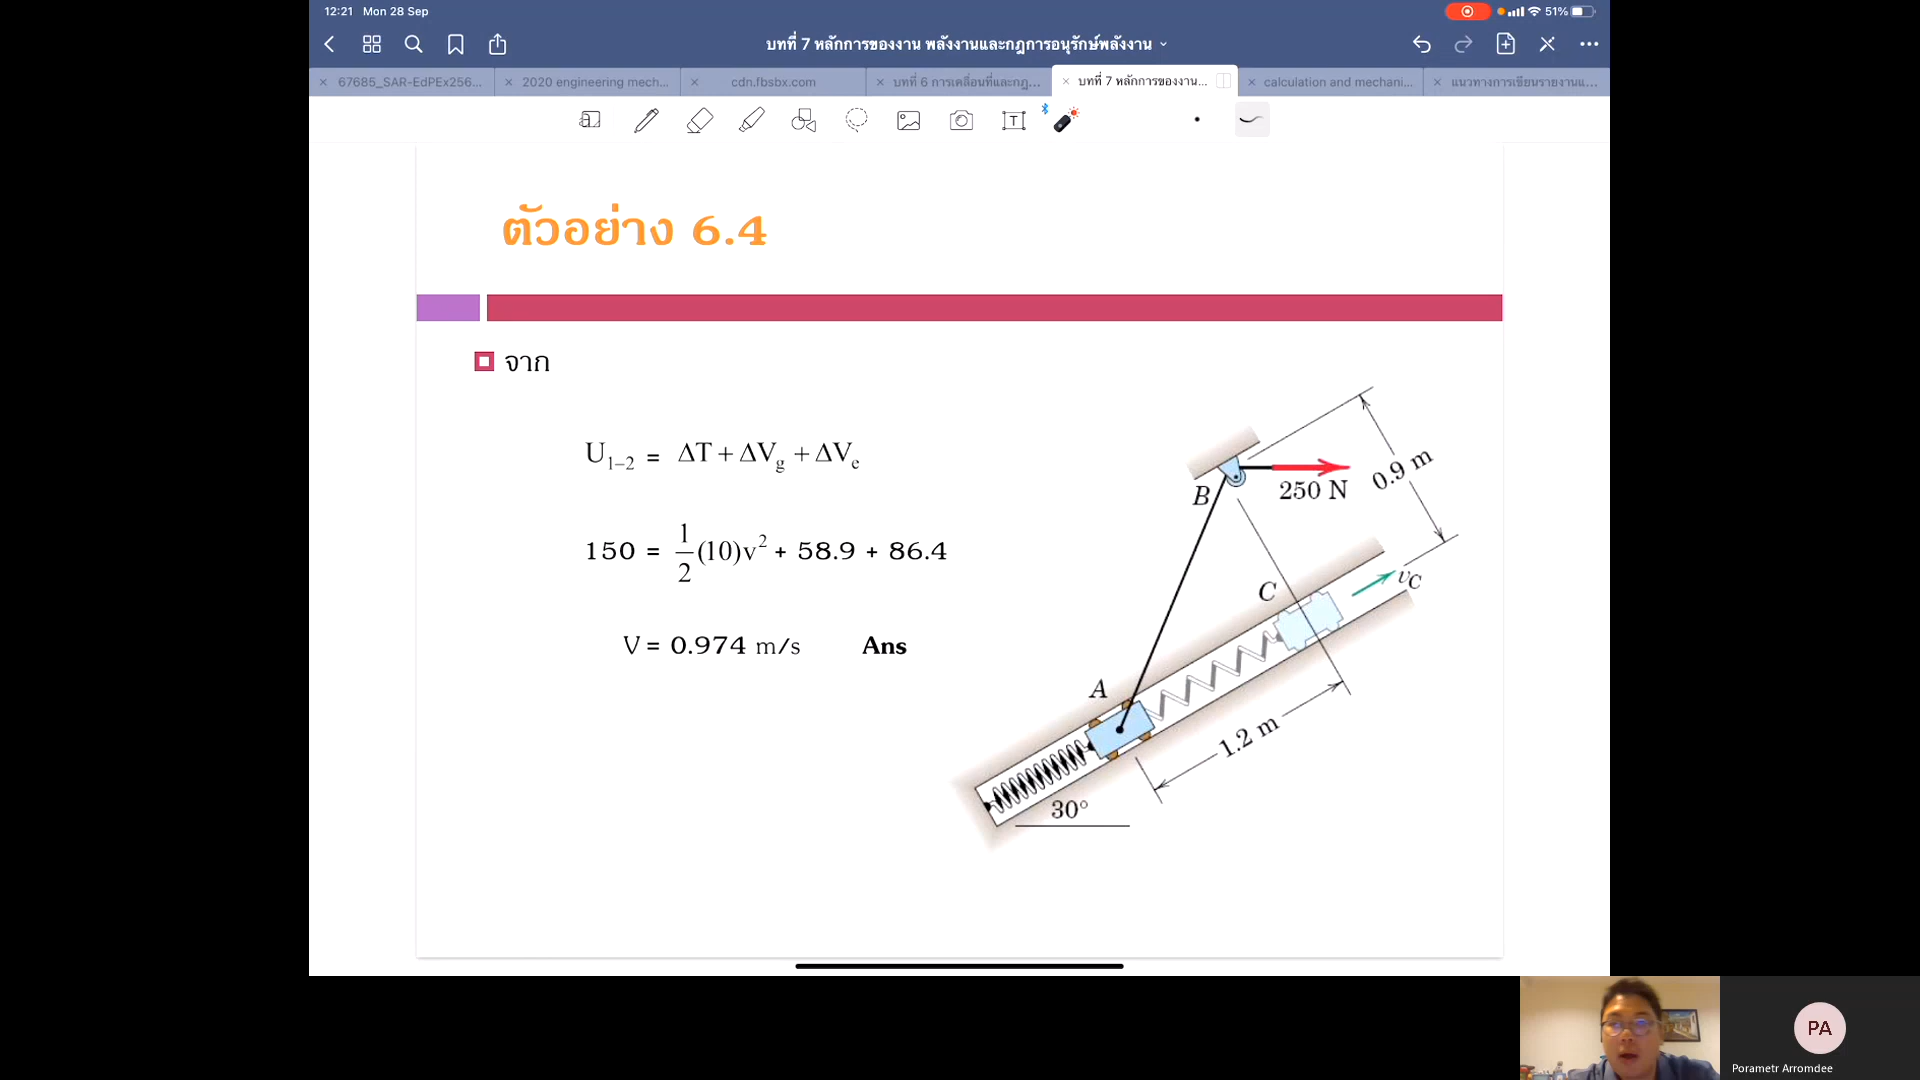 12:21 Mon 28 Sep
51%
บทที่ 7 หลักการของงาน พลังงานและกฎการอนุรักษ์พลังงาน
67685_SAR-EdPEx256...
2020 engineering mech...
cdn.fbsbx.com
บทที่ 6 การเคลื่อนที่และกฎ...
บทที่ 7 หลักการของงาน...
calculation and mechani...
แนวทางการเขียนรายงานแ...
ตัวอย่าง 6.4
จาก
U₁₋₂ = ΔT + ΔV_g + ΔV_e
150 = 1/2 (10)v² + 58.9 + 86.4
V = 0.974 m/s Ans
B
250 N
0.9 m
C
v_C
A
1.2 m
30°
PA
Porametr Arromdee